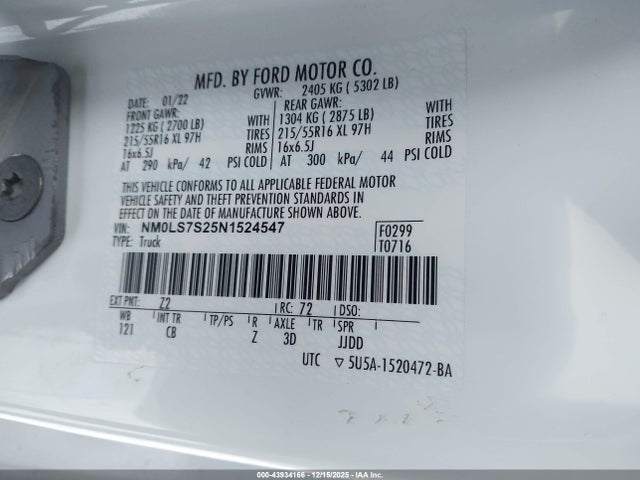 MFD. BY FORD MOTOR CO.
DATE: 01/22 GVWR: 2405 KG ( 5302 LB)
FRONT GAWR: REAR GAWR:
1225 KG ( 2700 LB) WITH 1304 KG ( 2875 LB) WITH
215/55R16 XL 97H TIRES 215/55R16 XL 97H TIRES
16x6.5J RIMS 16x6.5J RIMS
AT 290 kPa/ 42 PSI COLD AT 300 kPa/ 44 PSI COLD
THIS VEHICLE CONFORMS TO ALL APPLICABLE FEDERAL MOTOR
VEHICLE SAFETY AND THEFT PREVENTION STANDARDS IN
EFFECT ON THE DATE OF MANUFACTURE SHOWN ABOVE.
VIN: NM0LS7S25N1524547 F0299
TYPE: Truck T0716
EXT PNT: Z2 RC: 72 DSO:
WB INT TR TP/PS R AXLE TR SPR
121 CB Z 3D JJDD
UTC ▽ 5U5A-1520472-BA
000-43934166 - 12/15/2025 - IAA Inc.